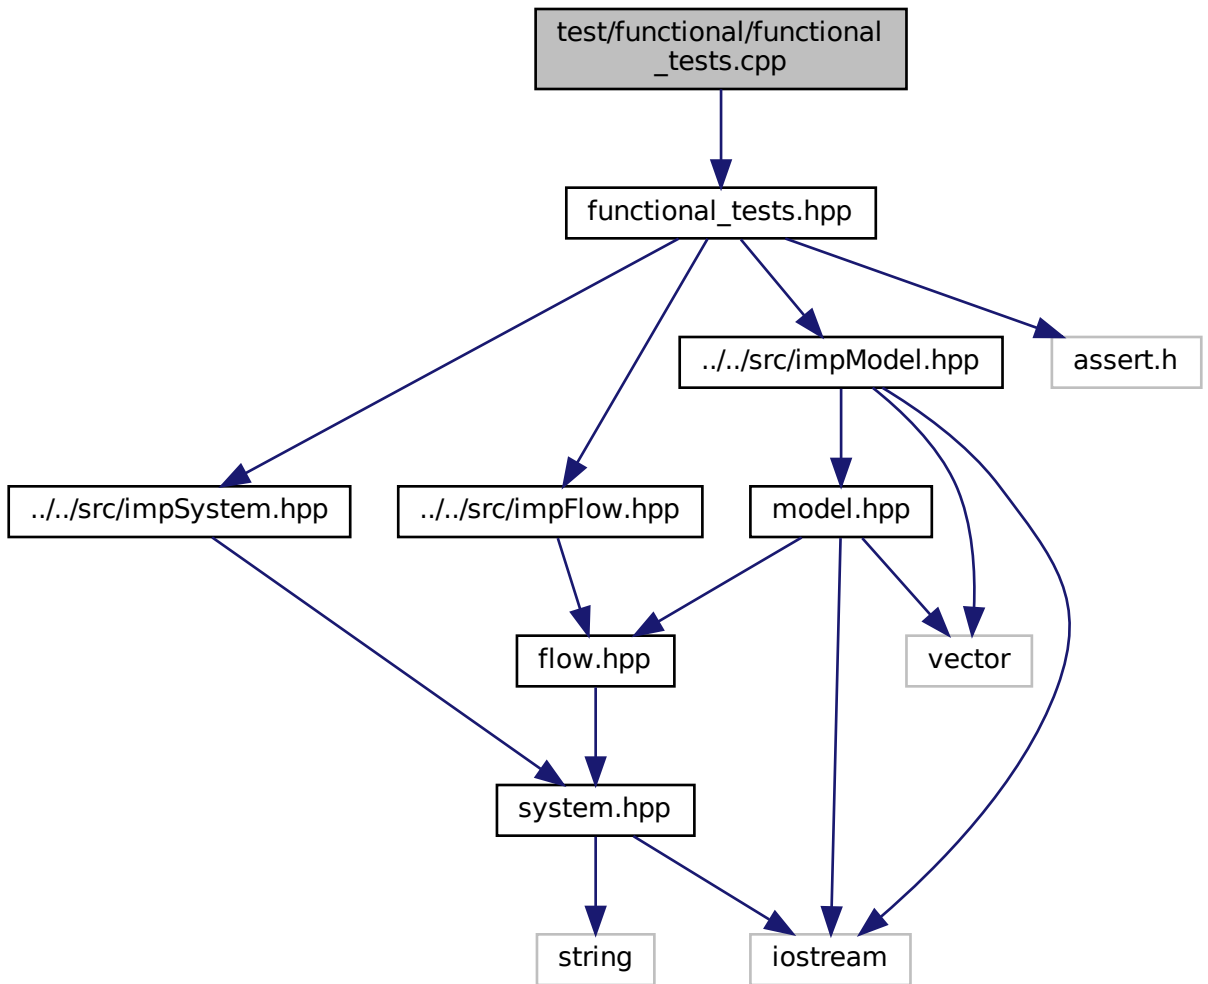 test/functional/functional
_tests.cpp
functional_tests.hpp
../../src/impModel.hpp
assert.h
../../src/impSystem.hpp
../../src/impFlow.hpp
model.hpp
flow.hpp
vector
system.hpp
string
iostream